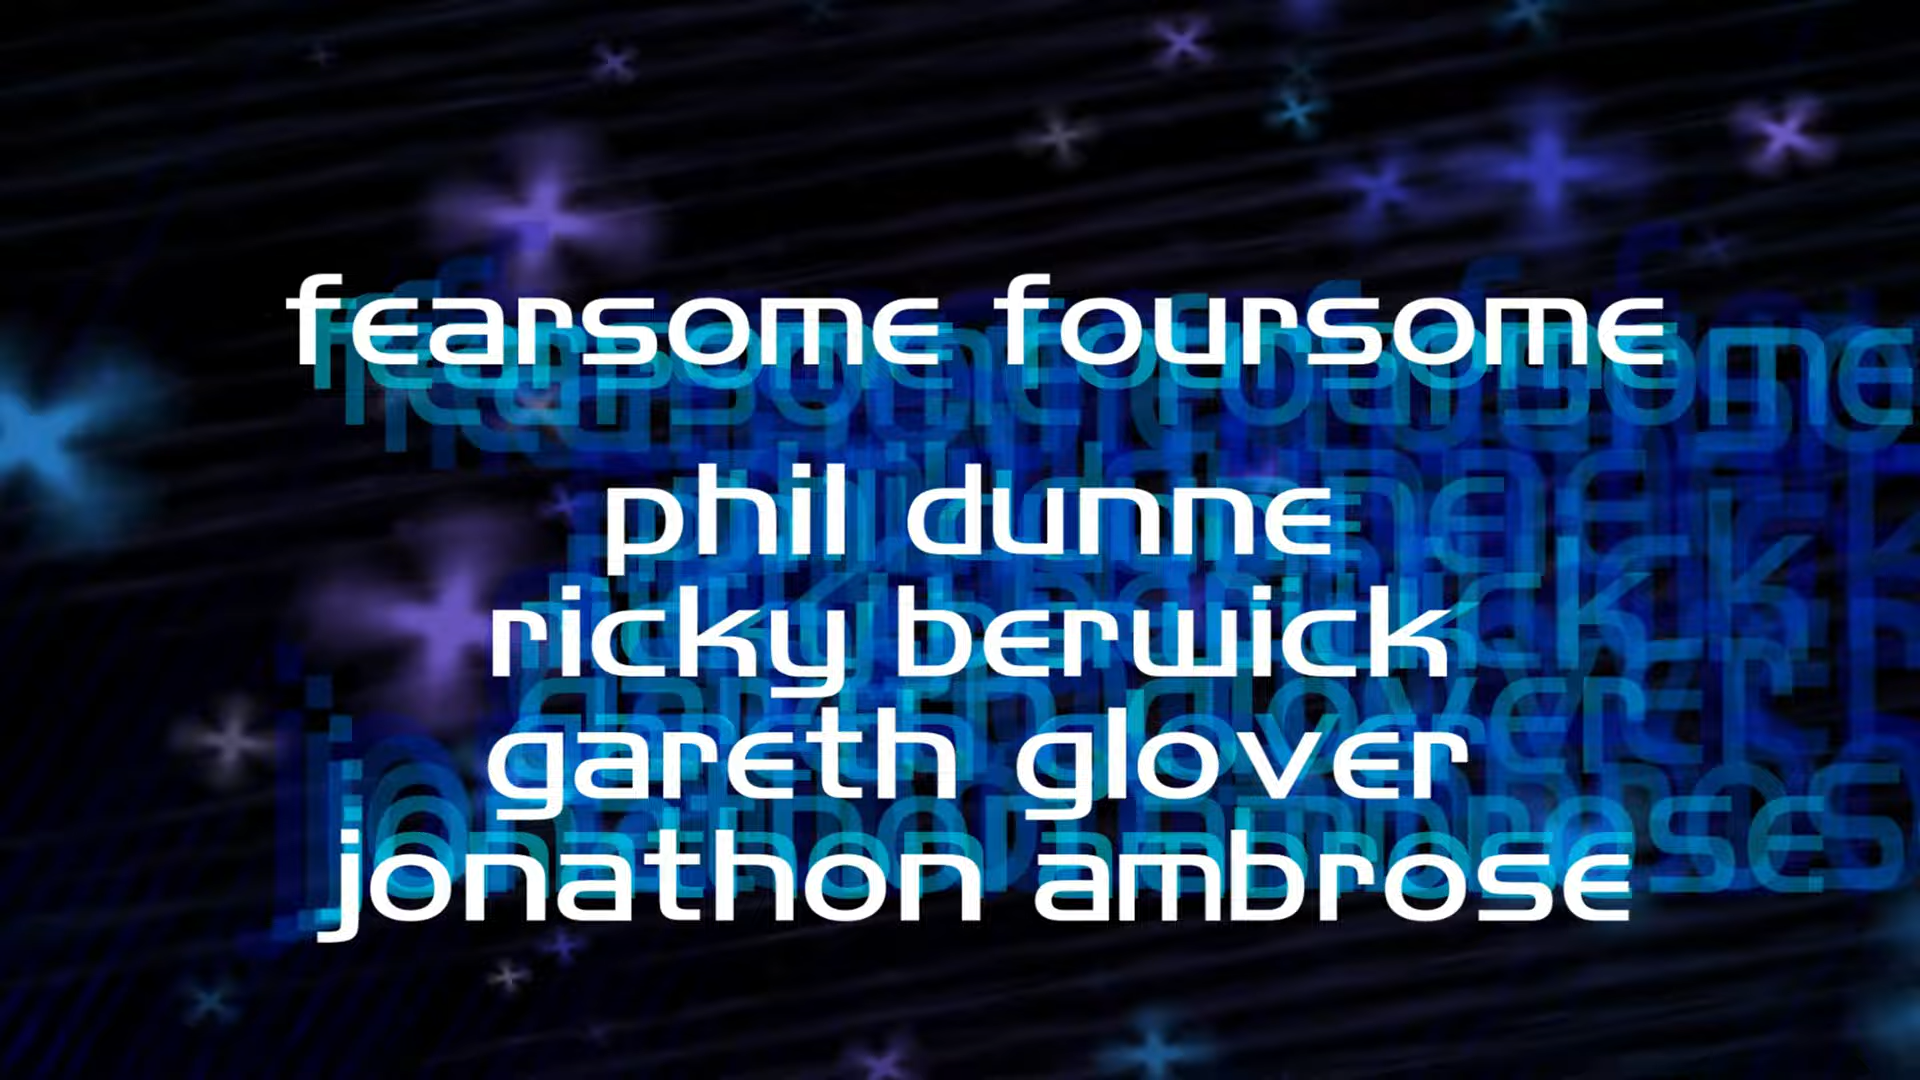 fearsome foursome
phil dunne
ricky berwick
gareth glover
jonathon ambrose